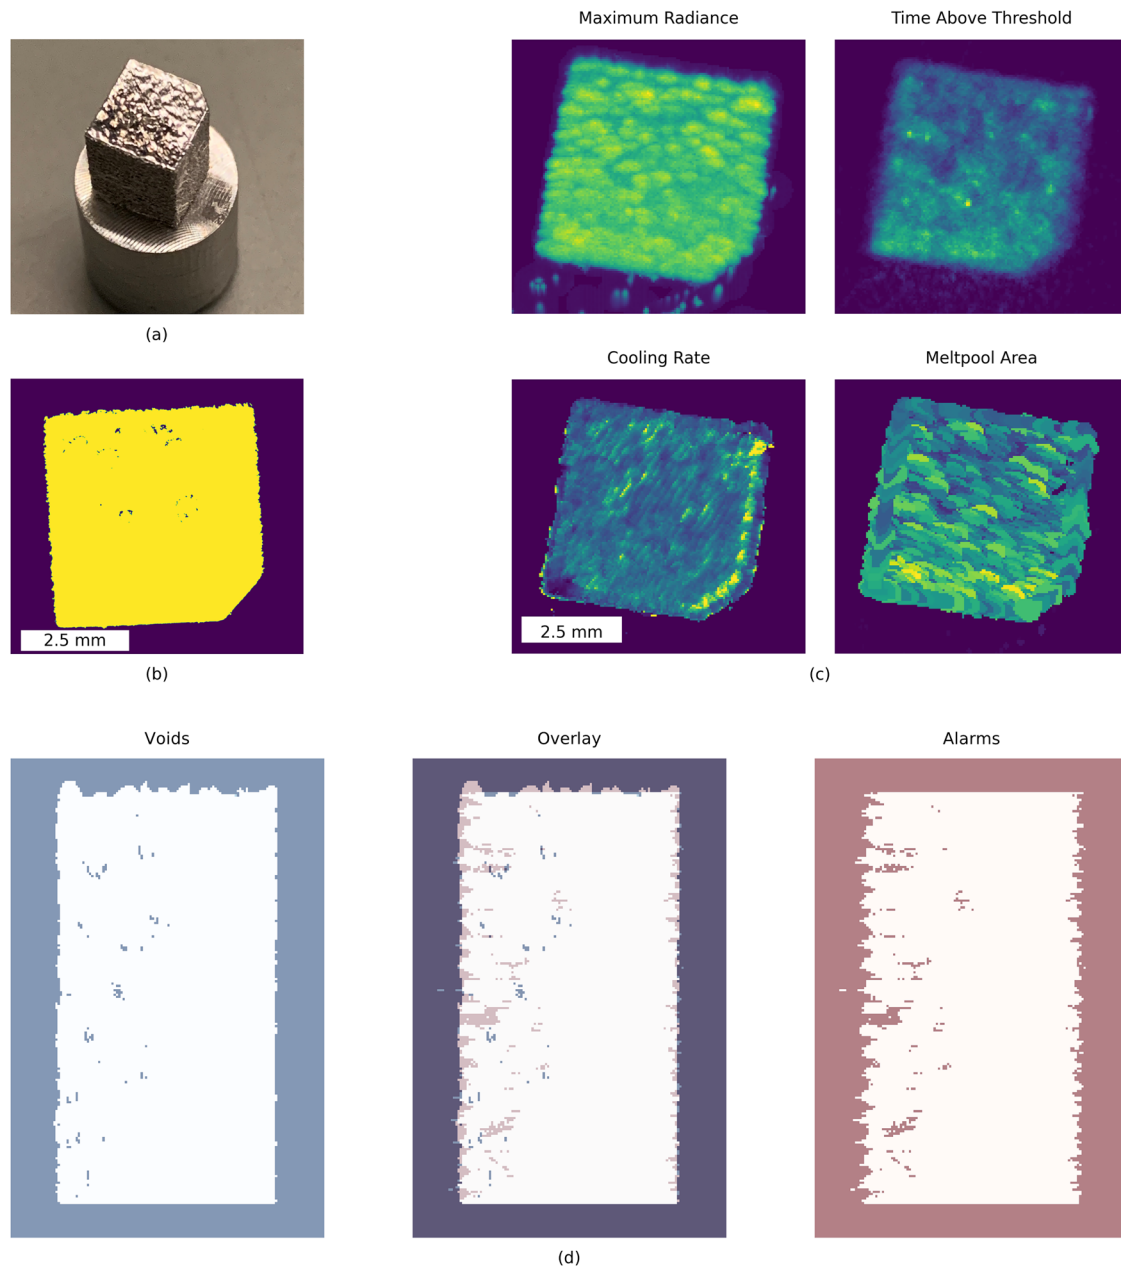 Maximum Radiance
Time Above Threshold
(a)
Cooling Rate
Meltpool Area
2.5 mm
2.5 mm
(b)
(c)
Voids
Overlay
Alarms
(d)